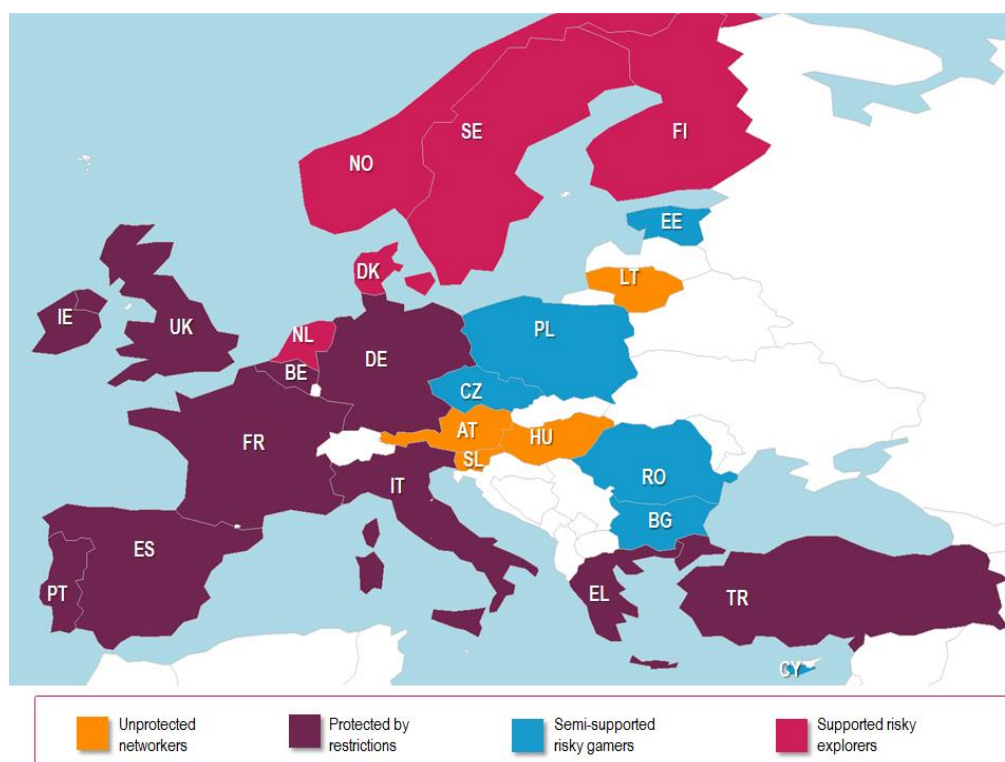 SE
FI
NO
EE
DK
LT
IE
UK
NL
PL
BE
DE
CZ
AT
HU
FR
SL
IT
RO
BG
ES
PT
EL
TR
CY
Unprotected
networkers
Protected by
restrictions
Semi-supported
risky gamers
Supported risky
explorers